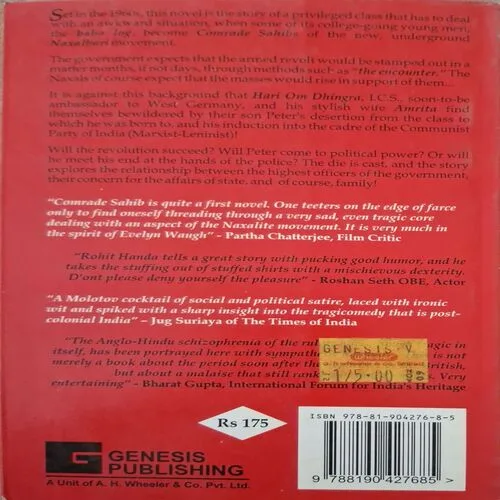 Set in the 1960s, this novel is the story of a privileged class that has to deal
with an awkward situation, when some of its college-going young men,
the baba log, become Comrade Sahibs of the new, underground
Naxalbari movement.
The government expects that the armed revolt would be stamped out in a
matter months, if not days, through methods such as "the encounter." The
Naxals of course expect that the masses would rise in support of them...
It is against this background that Hari Om Dhingra, I.C.S., soon-to-be
ambassador to West Germany, and his stylish wife Amrita find
themselves bewildered by their son Peter's desertion from the class to
which he was born to, and his induction into the cadre of the Communist
Party of India (Marxist-Leninist)!
Will the revolution succeed? Will Peter come to political power? Or will
he meet his end at the hands of the police? The die is cast, and the story
explores the relationship between the highest officers of the government,
their concern for the affairs of state, and of course, family!
"Comrade Sahib is quite a first novel. One teeters on the edge of farce
only to find oneself threading through a very sad, even tragic core
dealing with an aspect of the Naxalite movement. It is very much in
the spirit of Evelyn Waugh" - Partha Chatterjee, Film Critic
"Rohit Handa tells a great story with pucking good humor, and he
takes the stuffing out of stuffed shirts with a mischievous dexterity.
D'ont please deny yourself the pleasure" - Roshan Seth OBE, Actor
"A Molotov cocktail of social and political satire, laced with ironic
wit and spiked with a sharp insight into the tragicomedy that is post-
colonial India" - Jug Suriaya of The Times of India
"The Anglo-Hindu schizophrenia of the ru gic in
itself, has been portrayed here with sympath is not
merely a book about the period soon after the ritish,
but about a malaise that still rank s. Very
entertaining" - Bharat Gupta, International Forum for India's Heritage
GENESIS V
175.00
Rs 175
ISBN 978-81-904276-8-5
9 788190 427685 >
G GENESIS
PUBLISHING
A Unit of A. H. Wheeler & Co. Pvt. Ltd.